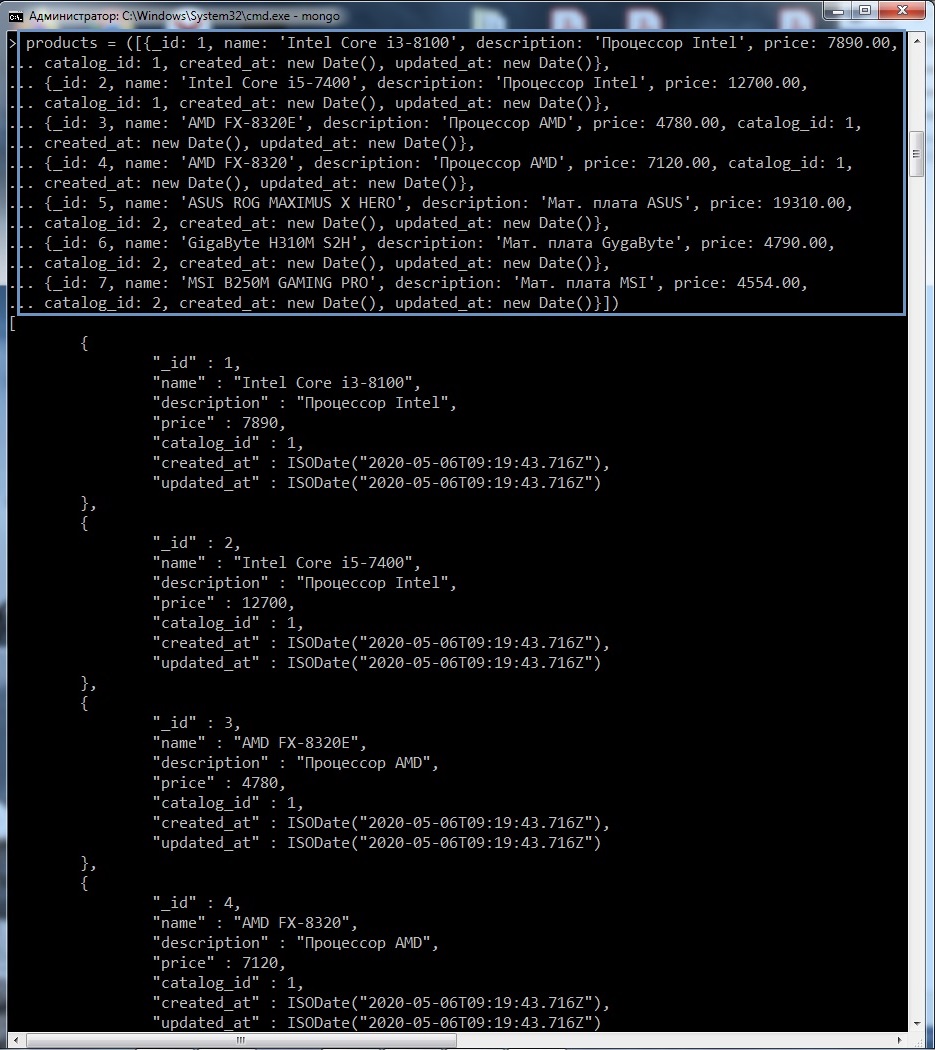 Администратор: C:\Windows\System32\cmd.exe - mongo
> products = ([{_id: 1, name: 'Intel Core i3-8100', description: 'Процессор Intel', price: 7890.00,
... catalog_id: 1, created_at: new Date(), updated_at: new Date()},
... {_id: 2, name: 'Intel Core i5-7400', description: 'Процессор Intel', price: 12700.00,
... catalog_id: 1, created_at: new Date(), updated_at: new Date()},
... {_id: 3, name: 'AMD FX-8320E', description: 'Процессор AMD', price: 4780.00, catalog_id: 1,
... created_at: new Date(), updated_at: new Date()},
... {_id: 4, name: 'AMD FX-8320', description: 'Процессор AMD', price: 7120.00, catalog_id: 1,
... created_at: new Date(), updated_at: new Date()},
... {_id: 5, name: 'ASUS ROG MAXIMUS X HERO', description: 'Мат. плата ASUS', price: 19310.00,
... catalog_id: 2, created_at: new Date(), updated_at: new Date()},
... {_id: 6, name: 'GigaByte H310M S2H', description: 'Мат. плата GygaByte', price: 4790.00,
... catalog_id: 2, created_at: new Date(), updated_at: new Date()},
... {_id: 7, name: 'MSI B250M GAMING PRO', description: 'Мат. плата MSI', price: 4554.00,
... catalog_id: 2, created_at: new Date(), updated_at: new Date()}])
[
{
"_id" : 1,
"name" : "Intel Core i3-8100",
"description" : "Процессор Intel",
"price" : 7890,
"catalog_id" : 1,
"created_at" : ISODate("2020-05-06T09:19:43.716Z"),
"updated_at" : ISODate("2020-05-06T09:19:43.716Z")
},
{
"_id" : 2,
"name" : "Intel Core i5-7400",
"description" : "Процессор Intel",
"price" : 12700,
"catalog_id" : 1,
"created_at" : ISODate("2020-05-06T09:19:43.716Z"),
"updated_at" : ISODate("2020-05-06T09:19:43.716Z")
},
{
"_id" : 3,
"name" : "AMD FX-8320E",
"description" : "Процессор AMD",
"price" : 4780,
"catalog_id" : 1,
"created_at" : ISODate("2020-05-06T09:19:43.716Z"),
"updated_at" : ISODate("2020-05-06T09:19:43.716Z")
},
{
"_id" : 4,
"name" : "AMD FX-8320",
"description" : "Процессор AMD",
"price" : 7120,
"catalog_id" : 1,
"created_at" : ISODate("2020-05-06T09:19:43.716Z"),
"updated_at" : ISODate("2020-05-06T09:19:43.716Z")